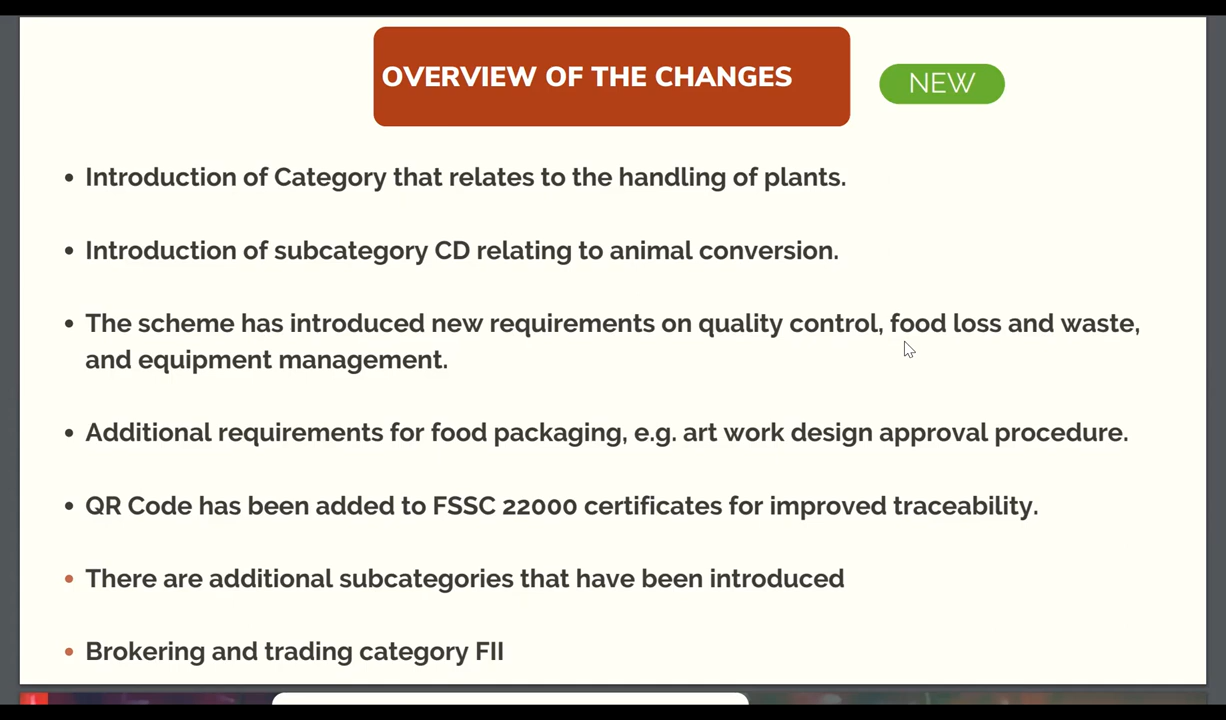 OVERVIEW OF THE CHANGES
NEW
• Introduction of Category that relates to the handling of plants.
• Introduction of subcategory CD relating to animal conversion.
• The scheme has introduced new requirements on quality control, food loss and waste,
and equipment management.
• Additional requirements for food packaging, e.g. art work design approval procedure.
• QR Code has been added to FSSC 22000 certificates for improved traceability.
• There are additional subcategories that have been introduced
• Brokering and trading category FII